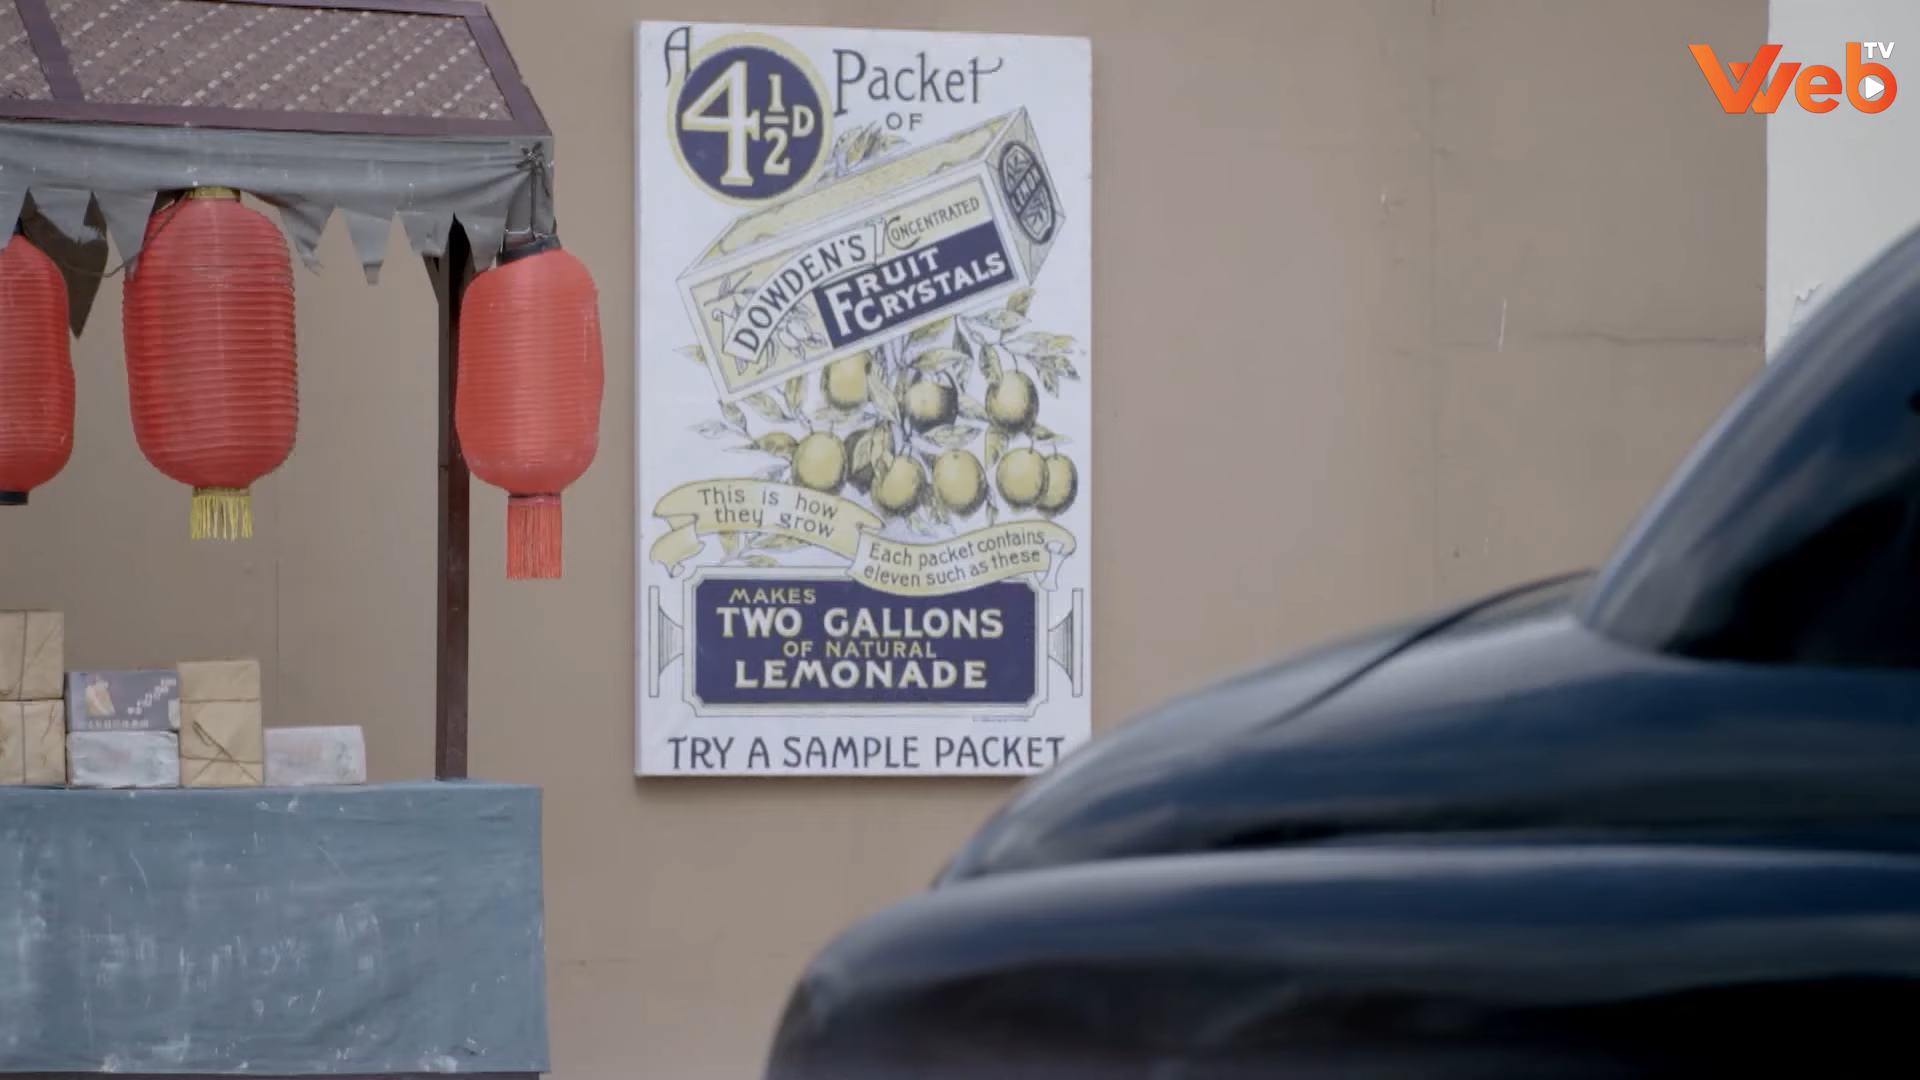 A 4½D Packet
OF
DOWDEN'S CONCENTRATED
FRUIT
CRYSTALS
LEMON
This is how
they grow
Each packet contains
eleven such as these
MAKES
TWO GALLONS
OF NATURAL
LEMONADE
TRY A SAMPLE PACKET
Web TV